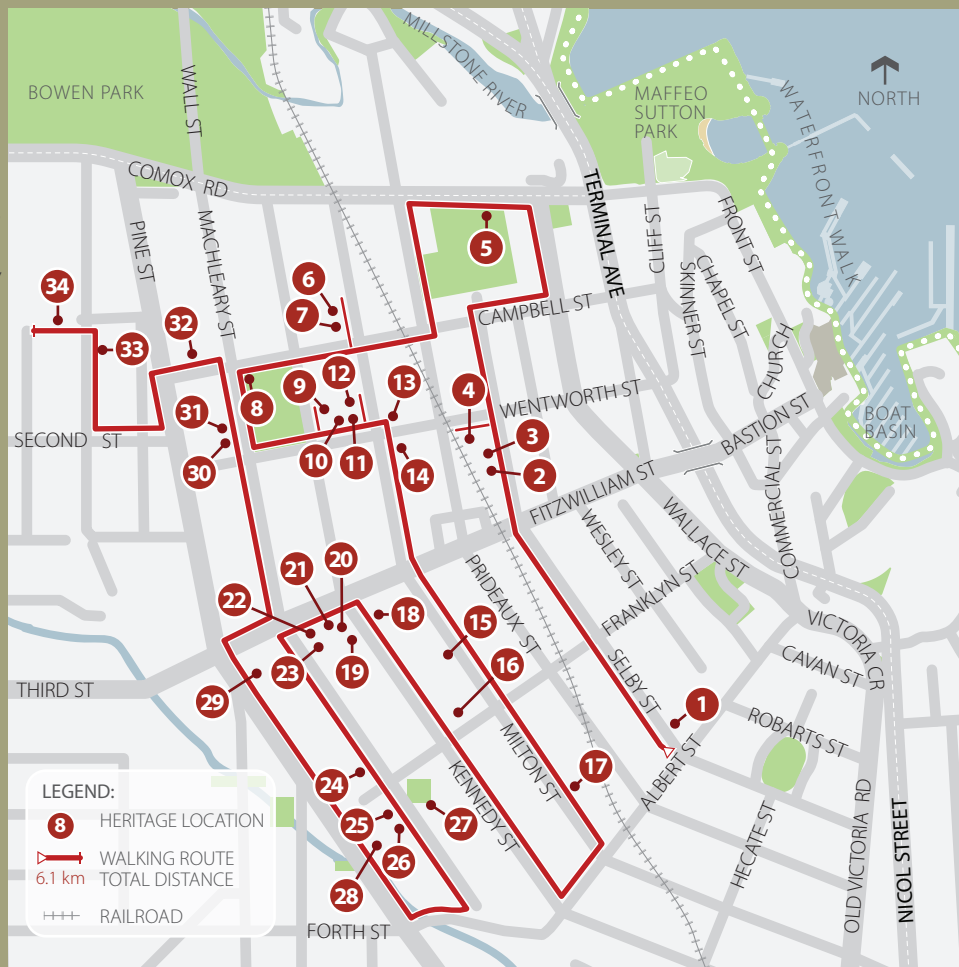 BOWEN PARK
WALL ST
MILLSTONE RIVER
MAFFEO
SUTTON
PARK
NORTH
WATERFRONT WALK
COMOX RD
TERMINAL AVE
CLIFF ST
FRONT ST
PINE ST
MACHLEARY ST
SKINNER ST
CHAPEL ST
5
34
6
7
32
33
CAMPBELL ST
CHURCH
12
13
9
8
4
WENTWORTH ST
BASTION ST
BOAT
BASIN
31
SECOND ST
30
10
11
14
3
2
FITZWILLIAM ST
COMMERCIAL ST
WESLEY ST
WALLACE ST
21
20
22
18
PRIDEAUX ST
FRANKLYN ST
VICTORIA CR
15
16
23
19
SELBY ST
CAVAN ST
THIRD ST
29
1
ROBARTS ST
MILTON ST
17
ALBERT ST
24
KENNEDY ST
25
27
26
28
HECATE ST
OLD VICTORIA RD
NICOL STREET
FORTH ST
LEGEND:
8 HERITAGE LOCATION
WALKING ROUTE
6.1 km TOTAL DISTANCE
RAILROAD